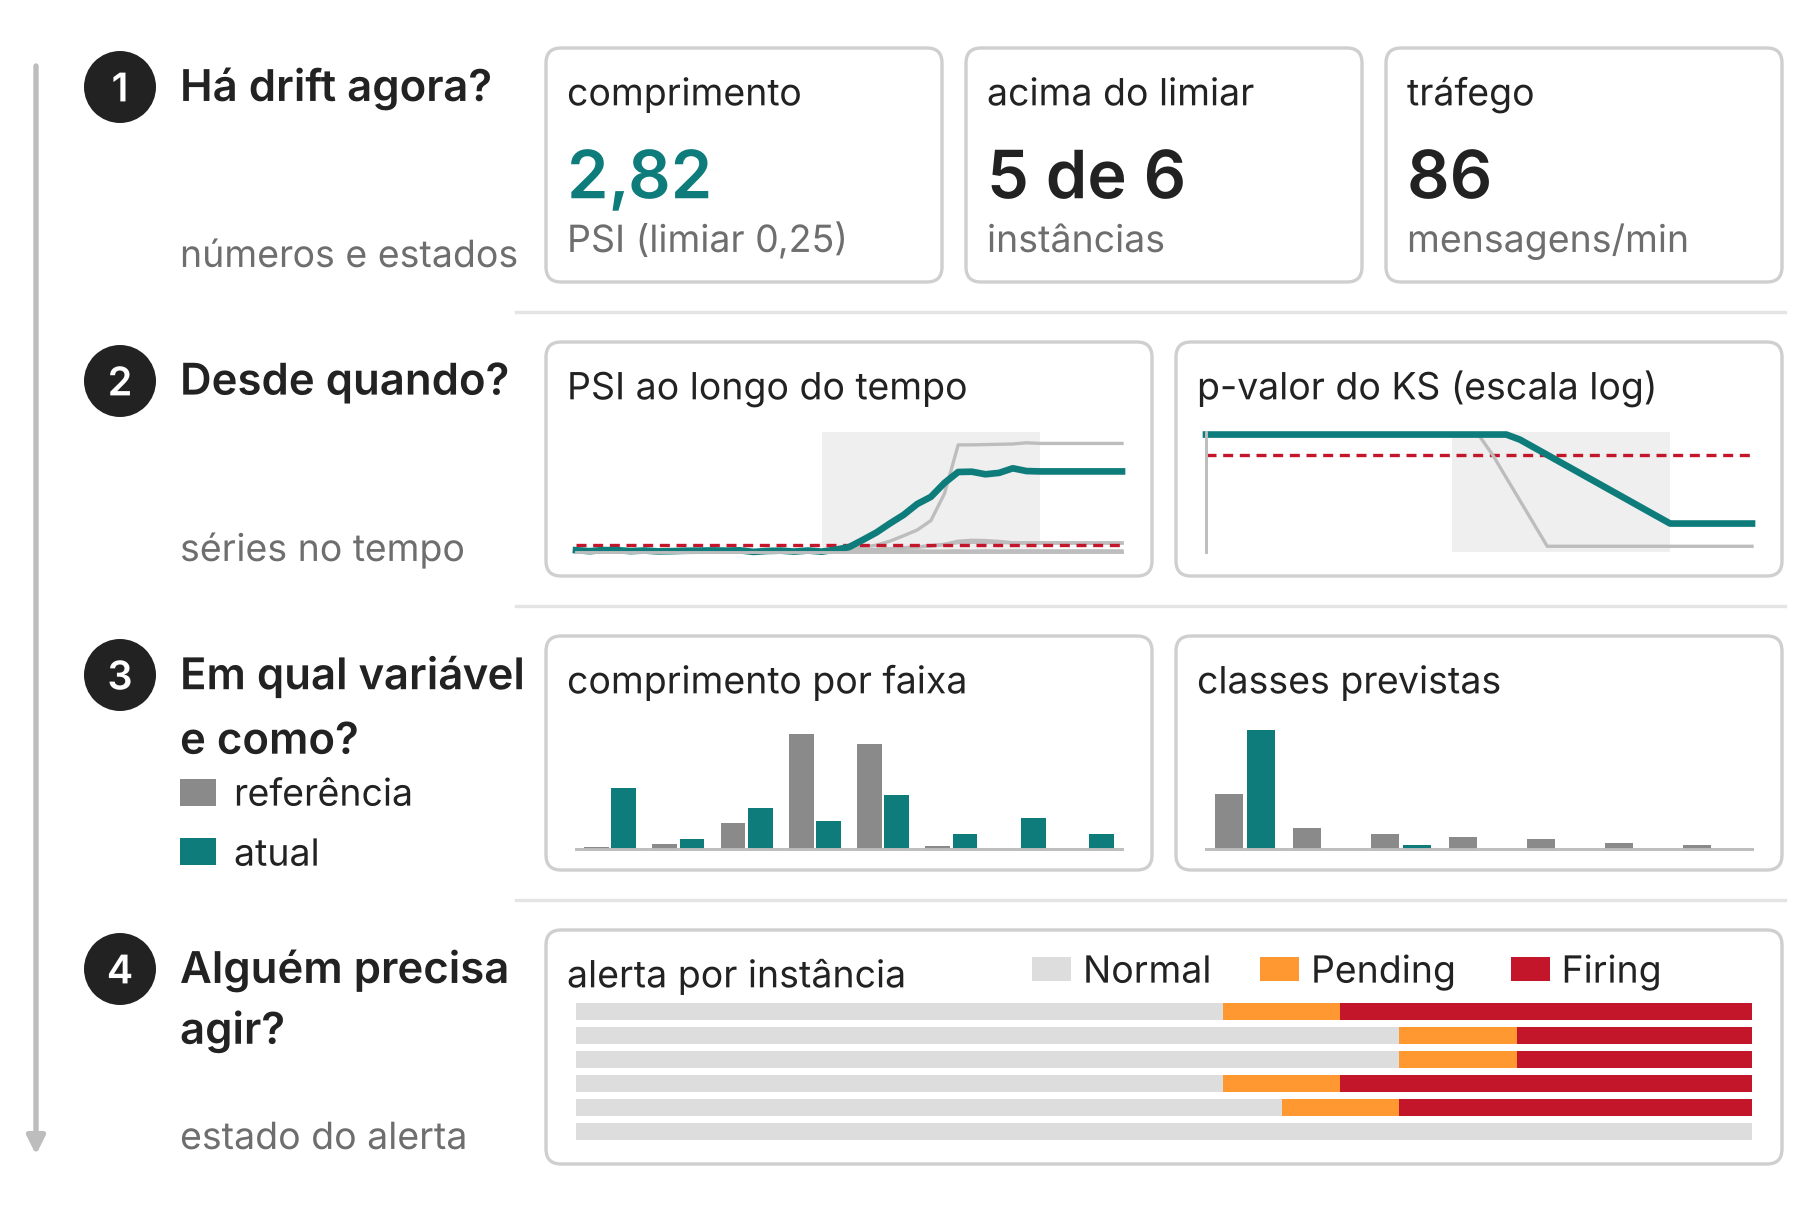 1
Há drift agora?
números e estados
comprimento
2,82
PSI (limiar 0,25)
acima do limiar
5 de 6
instâncias
tráfego
86
mensagens/min
2
Desde quando?
séries no tempo
PSI ao longo do tempo
p-valor do KS (escala log)
3
Em qual variável
e como?
referência
atual
comprimento por faixa
classes previstas
4
Alguém precisa
agir?
estado do alerta
alerta por instância
Normal
Pending
Firing